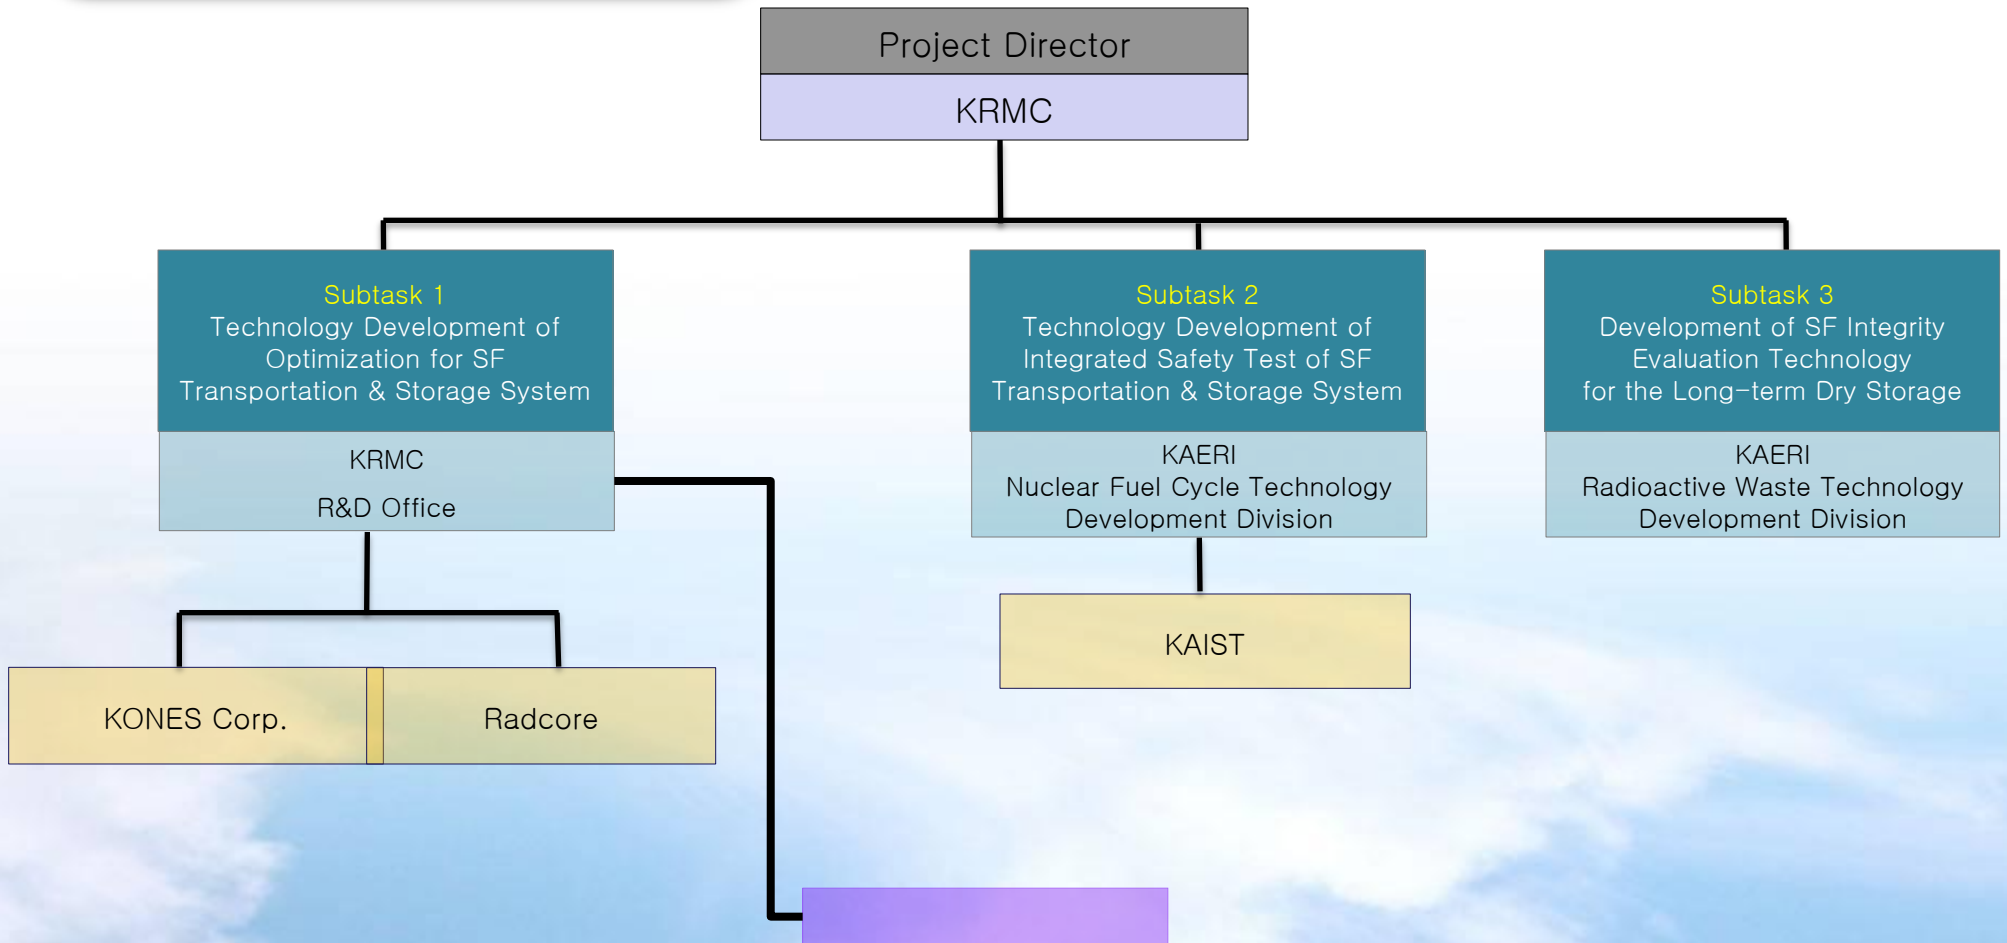 Project Director
KRMC
Subtask 1
Technology Development of
Optimization for SF
Transportation & Storage System
KRMC
R&D Office
KONES Corp.
Radcore
Subtask 2
Technology Development of
Integrated Safety Test of SF
Transportation & Storage System
KAERI
Nuclear Fuel Cycle Technology
Development Division
KAIST
Subtask 3
Development of SF Integrity
Evaluation Technology
for the Long-term Dry Storage
KAERI
Radioactive Waste Technology
Development Division